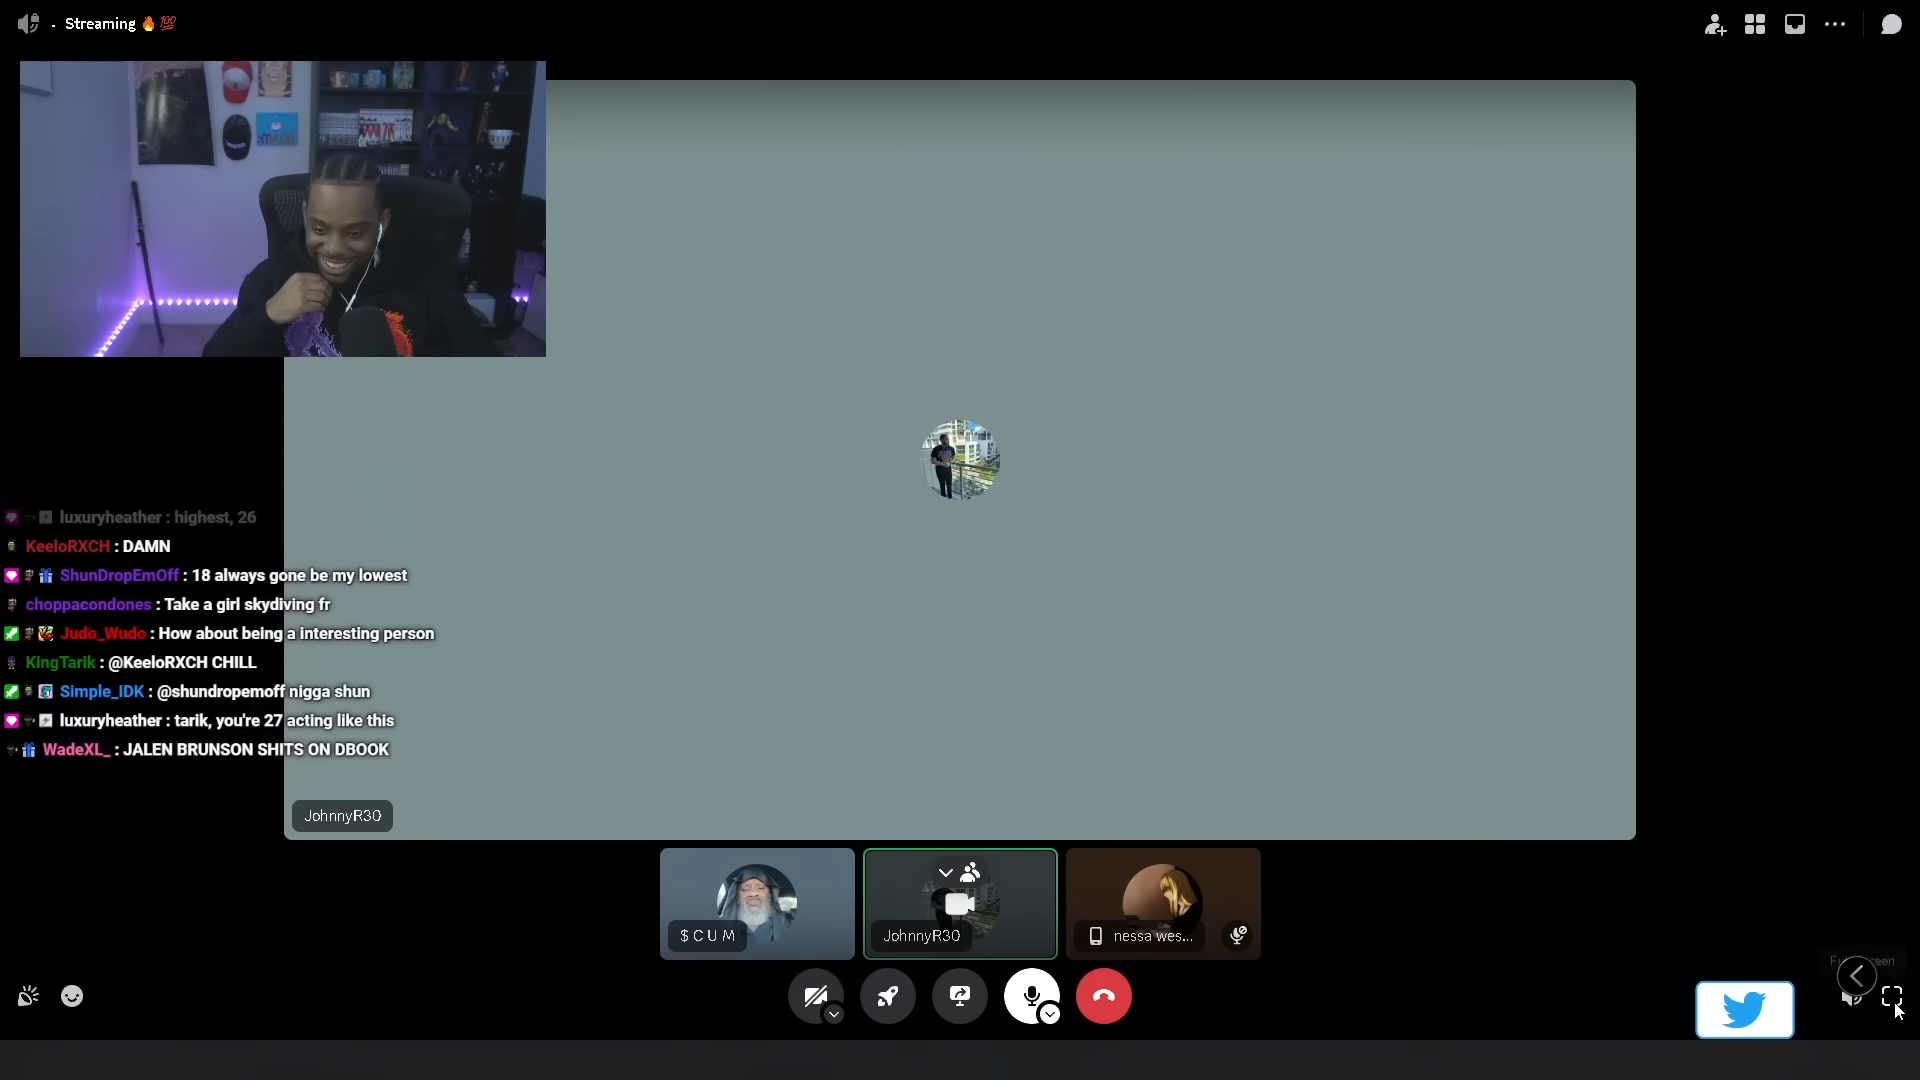 . Streaming 🔥💯
luxuryheather : highest, 26
KeeloRXCH : DAMN
ShunDropEmOff : 18 always gone be my lowest
choppacondones : Take a girl skydiving fr
Judo_Wudo : How about being a interesting person
KingTarik : @KeeloRXCH CHILL
Simple_IDK : @shundropemoff nigga shun
luxuryheather : tarik, you're 27 acting like this
WadeXL_ : JALEN BRUNSON SHITS ON DBOOK
JohnnyR30
$ C U M
JohnnyR30
nessa wes...